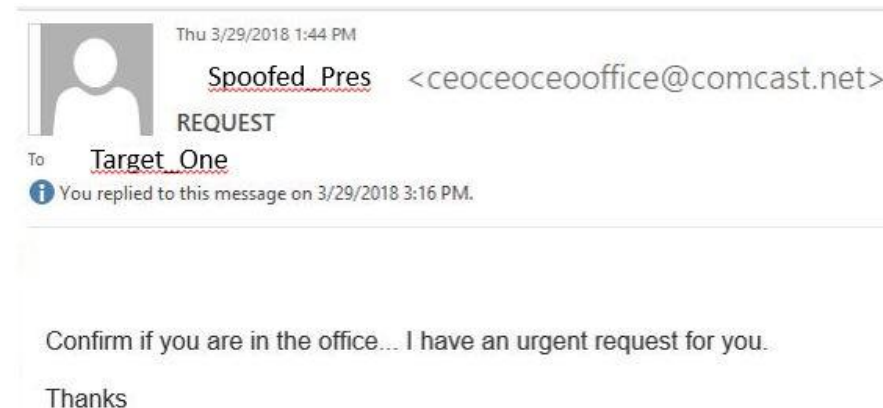 Thu 3/29/2018 1:44 PM
Spoofed_Pres <ceoceoceooffice@comcast.net>
REQUEST
To Target_One
You replied to this message on 3/29/2018 3:16 PM.
Confirm if you are in the office... I have an urgent request for you.
Thanks